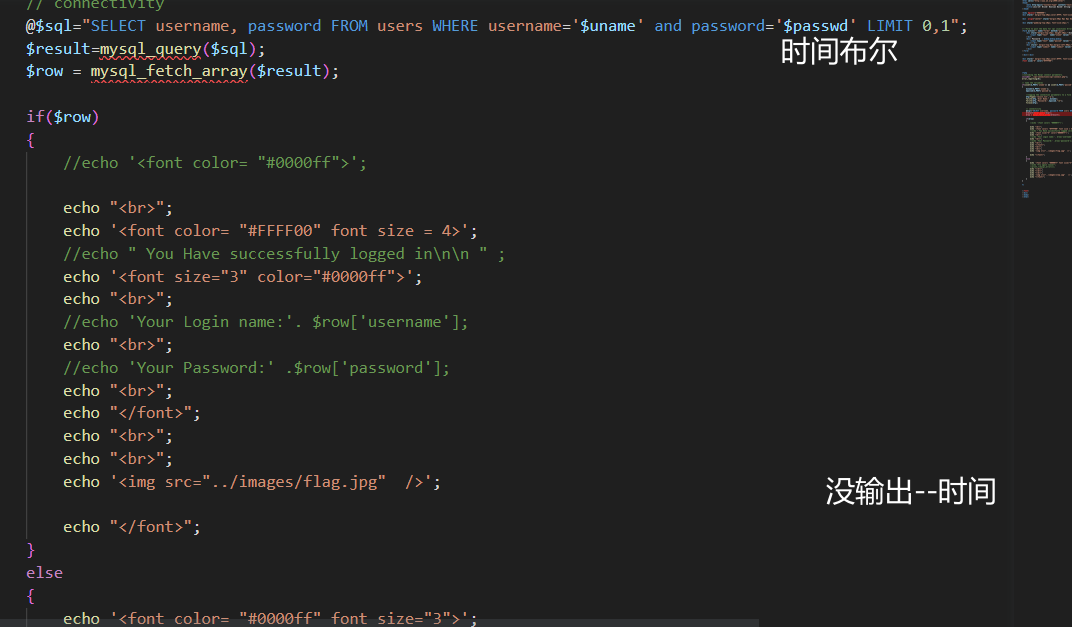 // connectivity
@$sql="SELECT username, password FROM users WHERE username='$uname' and password='$passwd' LIMIT 0,1";
$result=mysql_query($sql);
时间布尔
$row = mysql_fetch_array($result);
if($row)
{
//echo '<font color= "#0000ff">';
echo "<br>";
echo '<font color= "#FFFF00" font size = 4>';
//echo " You Have successfully logged in\n\n " ;
echo '<font size="3" color="#0000ff">';
echo "<br>";
//echo 'Your Login name:'. $row['username'];
echo "<br>";
//echo 'Your Password:' .$row['password'];
echo "<br>";
echo "</font>";
echo "<br>";
echo "<br>";
echo '<img src="../images/flag.jpg"  />';
没输出--时间
echo "</font>";
}
else
{
echo '<font color= "#0000ff" font size="3">';